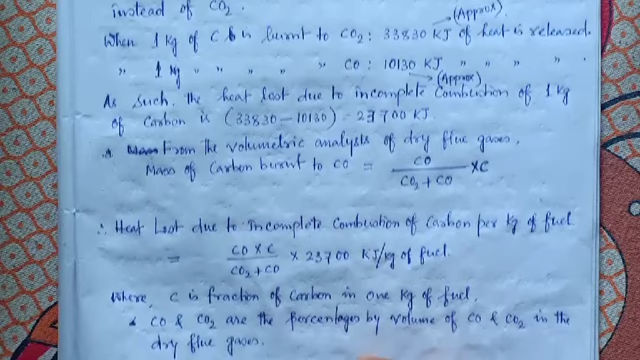 instead of CO₂.
(Approx)
When 1 Kg of C is burnt to CO₂ : 33830 KJ of heat is released.
" 1 Kg " " " " " CO : 10130 KJ " " " " .
(Approx)
As such, the heat lost due to incomplete combustion of 1 kg
of Carbon is (33830 - 10130) = 23700 KJ.
From the volumetric analysis of dry flue gases,
Mass of Carbon burnt to CO = CO / CO₂ + CO × C
∴ Heat Lost due to incomplete Combustion of Carbon per kg of fuel
= CO × C / CO₂ + CO × 23700 KJ/kg of fuel.
Where, C is fraction of Carbon in one Kg of fuel,
& CO & CO₂ are the percentages by volume of CO & CO₂ in the
dry flue gases.